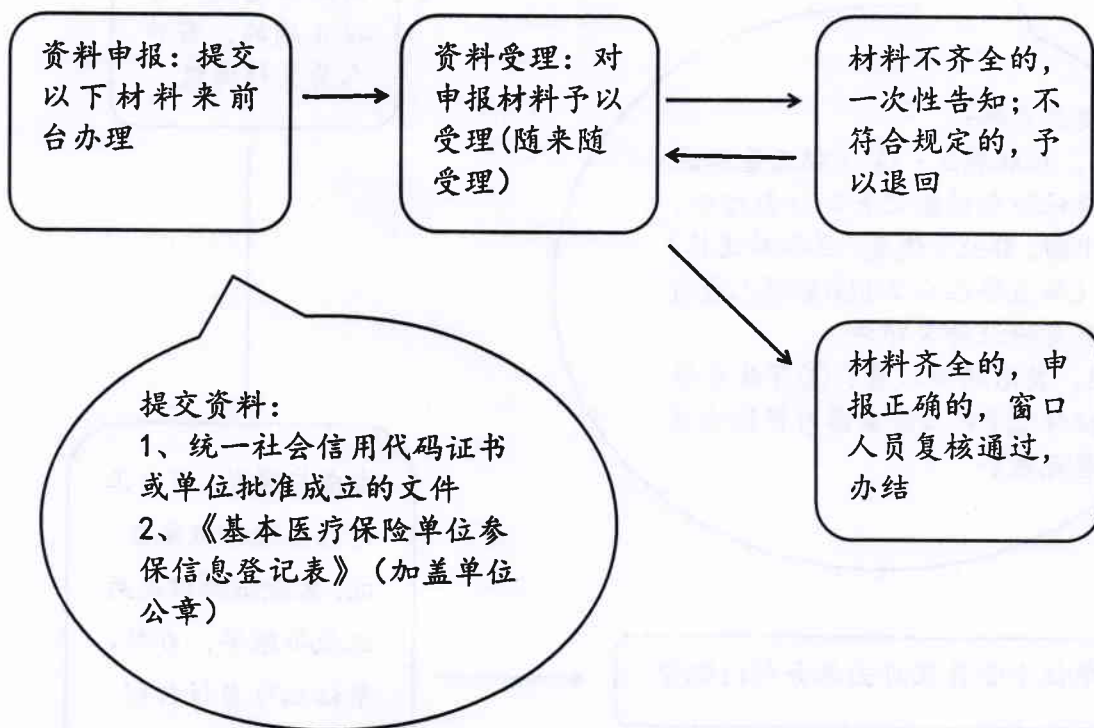 资料申报：提交
以下材料来前
台办理
资料受理：对
申报材料予以
受理(随来随
受理）
材料不齐全的，
一次性告知；不
符合规定的，予
以退回
材料齐全的，申
报正确的，窗口
人员复核通过，
办结
提交资料：
1、统一社会信用代码证书
或单位批准成立的文件
2、《基本医疗保险单位参
保信息登记表》（加盖单位
公章）